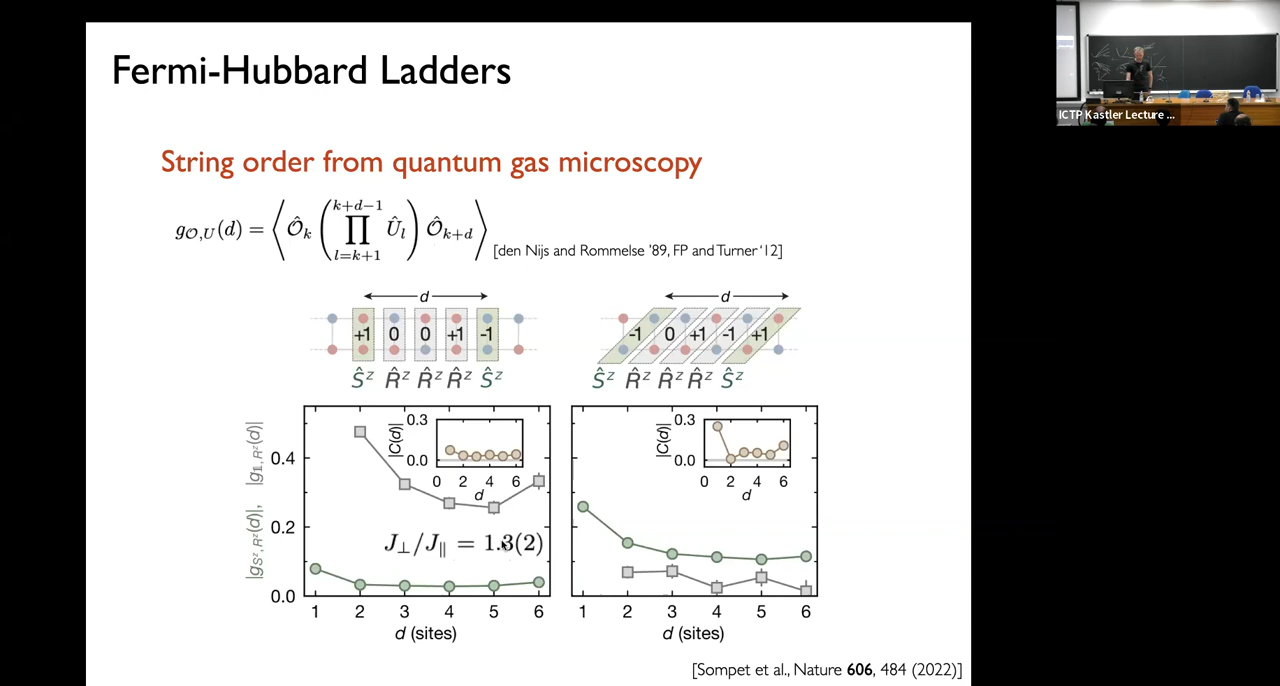 Fermi-Hubbard Ladders
ICTP Kastler Lecture ...
String order from quantum gas microscopy
g_{𝒪,U}(d) = ⟨ Ô_k ( ∏_{l=k+1}^{k+d−1} Û_l ) Ô_{k+d} ⟩
[den Nijs and Rommelse '89, FP and Turner '12]
d d
+1 0 0 +1 -1 -1 0 +1 -1 +1
Ŝ^z R̂^z R̂^z R̂^z Ŝ^z Ŝ^z R̂^z R̂^z R̂^z Ŝ^z
|g_{S^z,R^z}(d)|, |g_{𝟙,R^z}(d)|
0.4
0.2
0.0
|C(d)|
0.3
0.0
0 2 4 6
d
|C(d)|
0.3
0.0
0 2 4 6
d
J_⊥/J_∥ = 1.3(2)
1 2 3 4 5 6 1 2 3 4 5 6
d (sites) d (sites)
[Sompet et al., Nature 606, 484 (2022)]